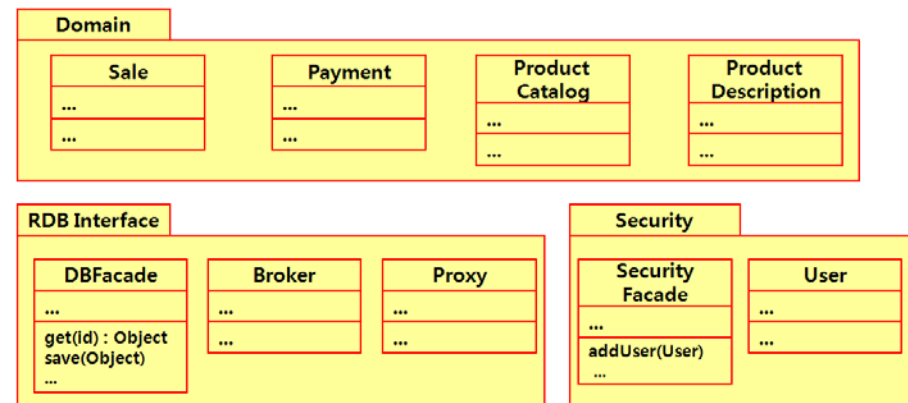 Domain
Sale
...
...
Payment
...
...
Product
Catalog
...
...
Product
Description
...
...
RDB Interface
DBFacade
...
get(id) : Object
save(Object)
...
Broker
...
...
Proxy
...
...
Security
Security
Facade
...
addUser(User)
...
User
...
...